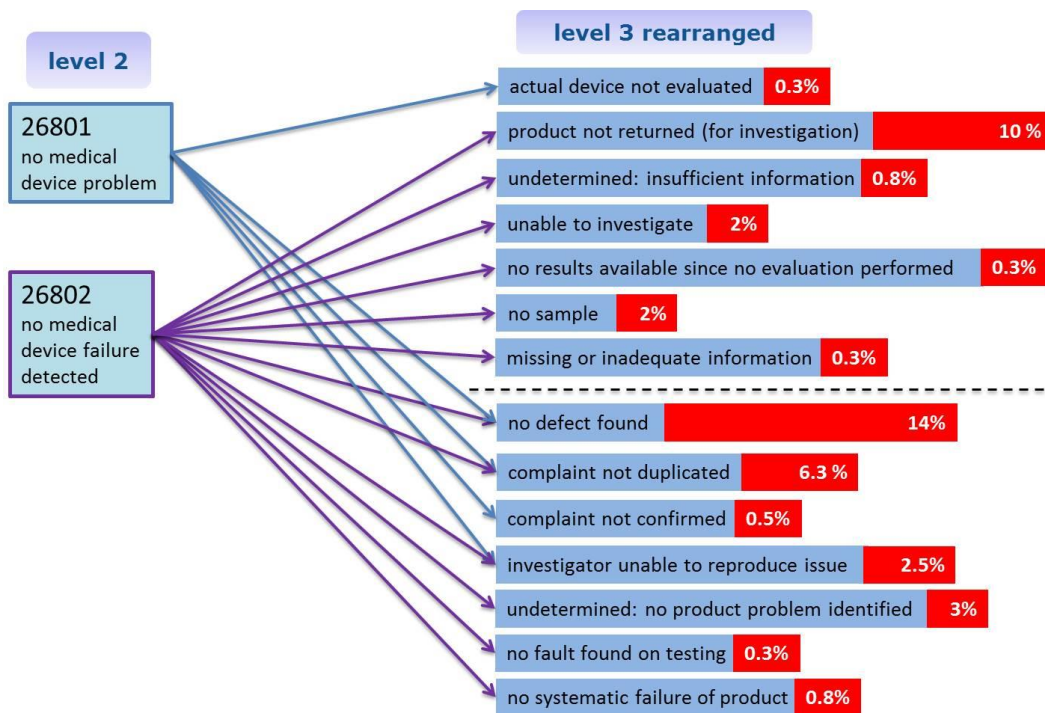 level 2
level 3 rearranged
26801
no medical
device problem
26802
no medical
device failure
detected
actual device not evaluated 0.3%
product not returned (for investigation) 10 %
undetermined: insufficient information 0.8%
unable to investigate 2%
no results available since no evaluation performed 0.3%
no sample 2%
missing or inadequate information 0.3%
no defect found 14%
complaint not duplicated 6.3 %
complaint not confirmed 0.5%
investigator unable to reproduce issue 2.5%
undetermined: no product problem identified 3%
no fault found on testing 0.3%
no systematic failure of product 0.8%